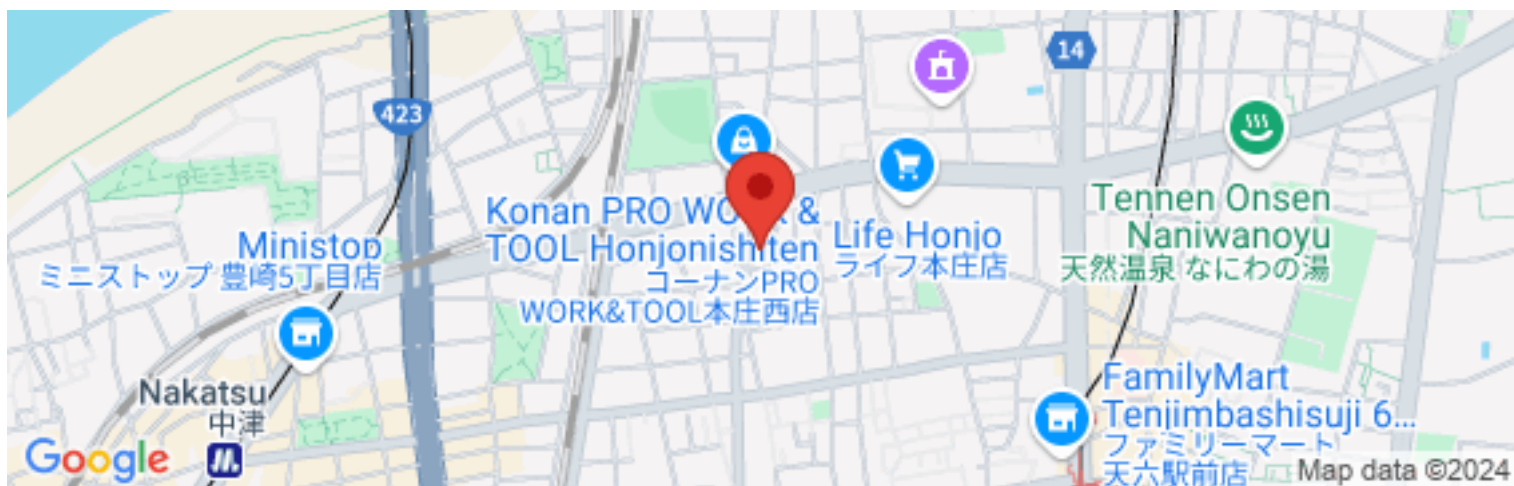 14
423
Konan PRO WORK &
TOOL Honjonishiten
コーナンPRO
WORK&TOOL本庄西店
Life Honjo
ライフ本庄店
Tennen Onsen
Naniwanoyu
天然温泉 なにわの湯
Ministop
ミニストップ 豊崎5丁目店
Nakatsu
中津
FamilyMart
Tenjimbashisuji 6...
ファミリーマート
天六駅前店
Google
Map data ©2024